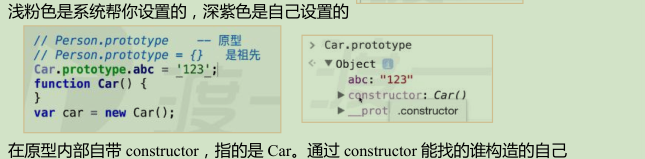 浅粉色是系统帮你设置的，深紫色是自己设置的
// Person.prototype    —— 原型
// Person.prototype = {}    是祖先
Car.prototype.abc = '123';
function Car() {
}
var car = new Car();
> Car.prototype
< ▼Object
abc: "123"
▶constructor: Car()
▶__prot .constructor
在原型内部自带 constructor，指的是 Car。通过 constructor 能找的谁构造的自己